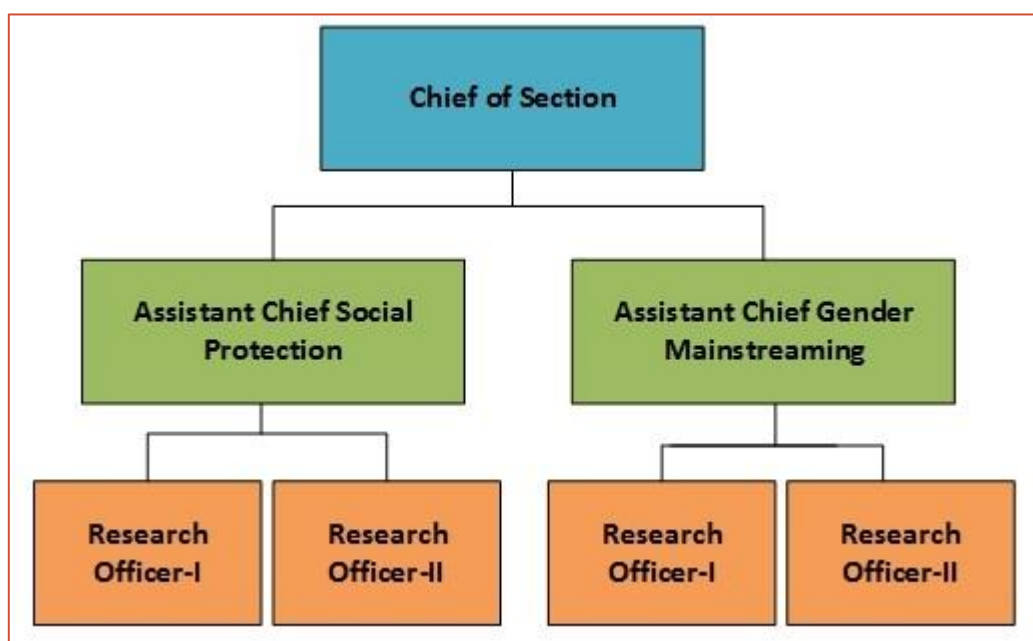 Chief of Section
Assistant Chief Social
Protection
Assistant Chief Gender
Mainstreaming
Research
Officer-I
Research
Officer-II
Research
Officer-I
Research
Officer-II